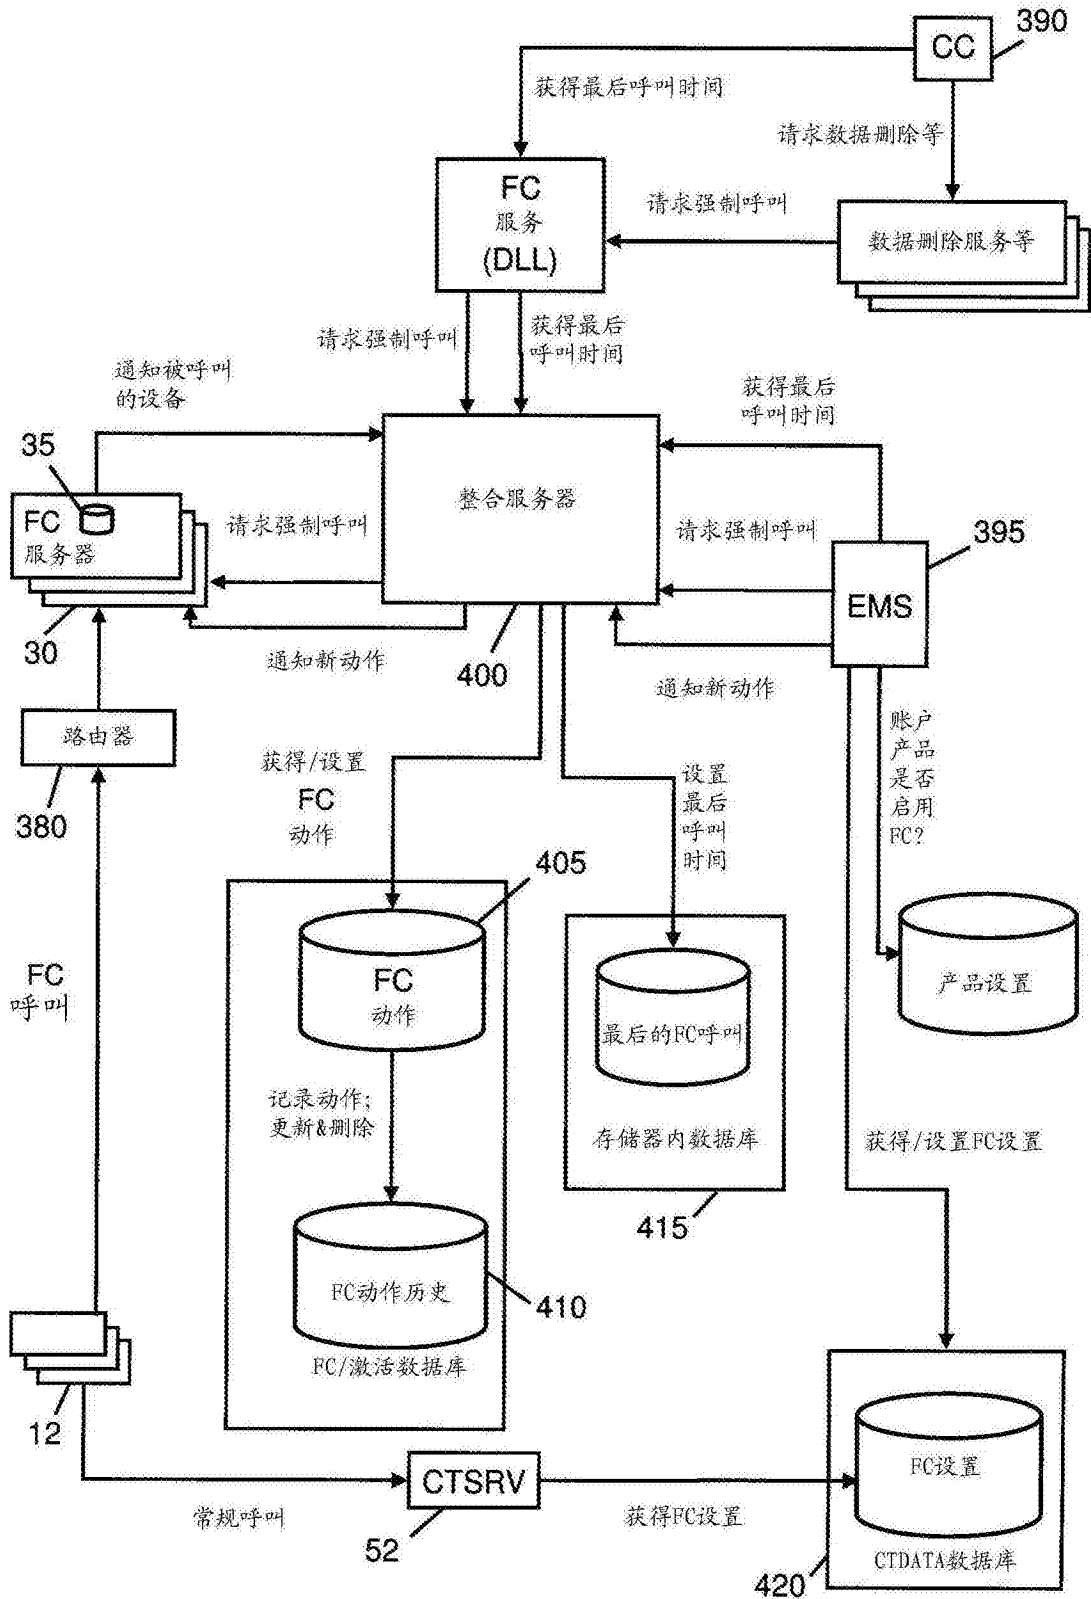 CC
390
获得最后呼叫时间
请求数据删除等
FC
服务
(DLL)
请求强制呼叫
数据删除服务等
请求强制呼叫
获得最后
呼叫时间
通知被呼叫
的设备
获得最后
呼叫时间
35
FC
服务器
请求强制呼叫
整合服务器
请求强制呼叫
395
EMS
30
通知新动作
400
通知新动作
路由器
380
获得/设置
FC
动作
设置
最后
呼叫
时间
账户
产品
是否
启用
FC?
405
FC
动作
最后的FC呼叫
产品设置
FC
呼叫
记录动作;
更新&删除
存储器内数据库
415
获得/设置FC设置
FC动作历史
410
FC/激活数据库
12
CTSRV
52
常规呼叫
获得FC设置
FC设置
CTDATA数据库
420